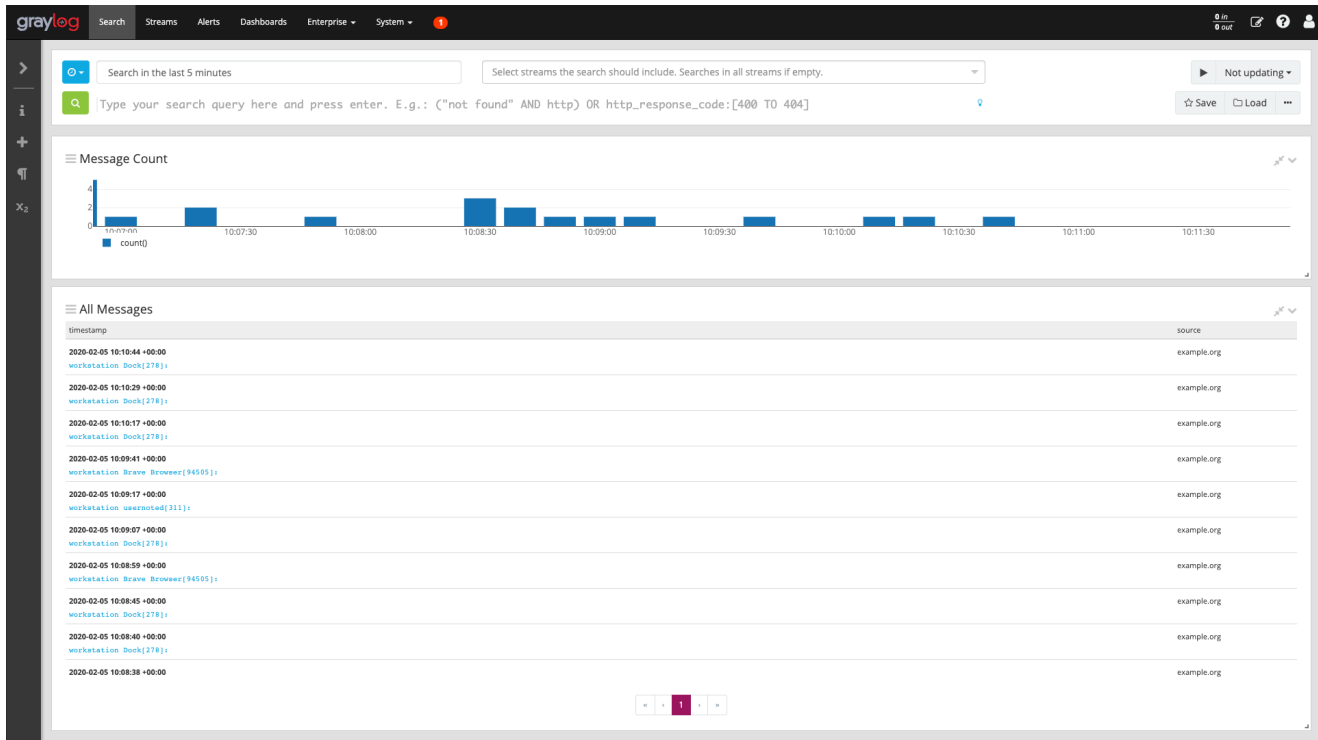 graylog Search Streams Alerts Dashboards Enterprise System 1 0 in 0 out
Search in the last 5 minutes Select streams the search should include. Searches in all streams if empty. Not updating
Type your search query here and press enter. E.g.: ("not found" AND http) OR http_response_code:[400 TO 404] Save Load
Message Count
4
2
0
10:07:00 10:07:30 10:08:00 10:08:30 10:09:00 10:09:30 10:10:00 10:10:30 10:11:00 10:11:30
count()
All Messages
timestamp source
2020-02-05 10:10:44 +00:00 example.org
workstation Dock[278]:
2020-02-05 10:10:29 +00:00 example.org
workstation Dock[278]:
2020-02-05 10:10:17 +00:00 example.org
workstation Dock[278]:
2020-02-05 10:09:41 +00:00 example.org
workstation Brave Browser[94505]:
2020-02-05 10:09:17 +00:00 example.org
workstation usernoted[311]:
2020-02-05 10:09:07 +00:00 example.org
workstation Dock[278]:
2020-02-05 10:08:59 +00:00 example.org
workstation Brave Browser[94505]:
2020-02-05 10:08:45 +00:00 example.org
workstation Dock[278]:
2020-02-05 10:08:40 +00:00 example.org
workstation Dock[278]:
2020-02-05 10:08:38 +00:00 example.org
« ‹ 1 › »